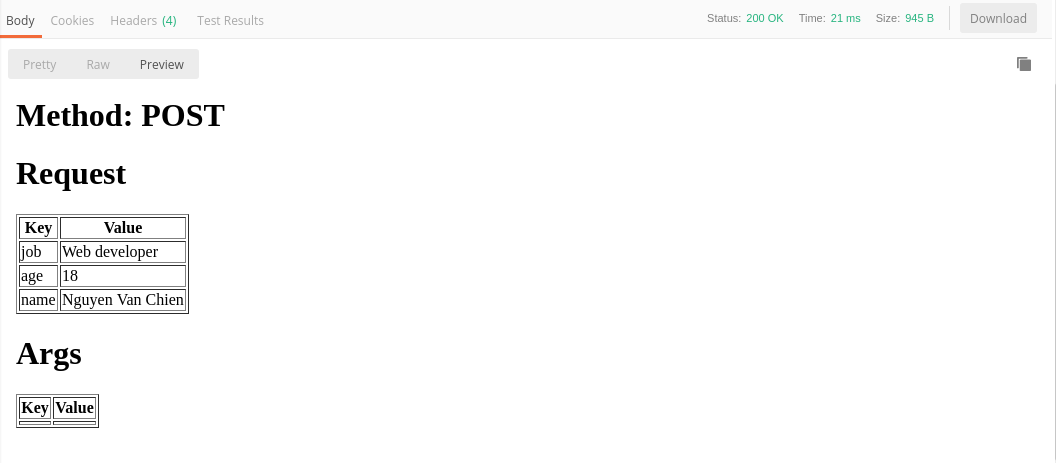 Body Cookies Headers (4) Test Results Status: 200 OK Time: 21 ms Size: 945 B Download
Pretty Raw Preview
Method: POST
Request
Key Value
job Web developer
age 18
name Nguyen Van Chien
Args
Key Value